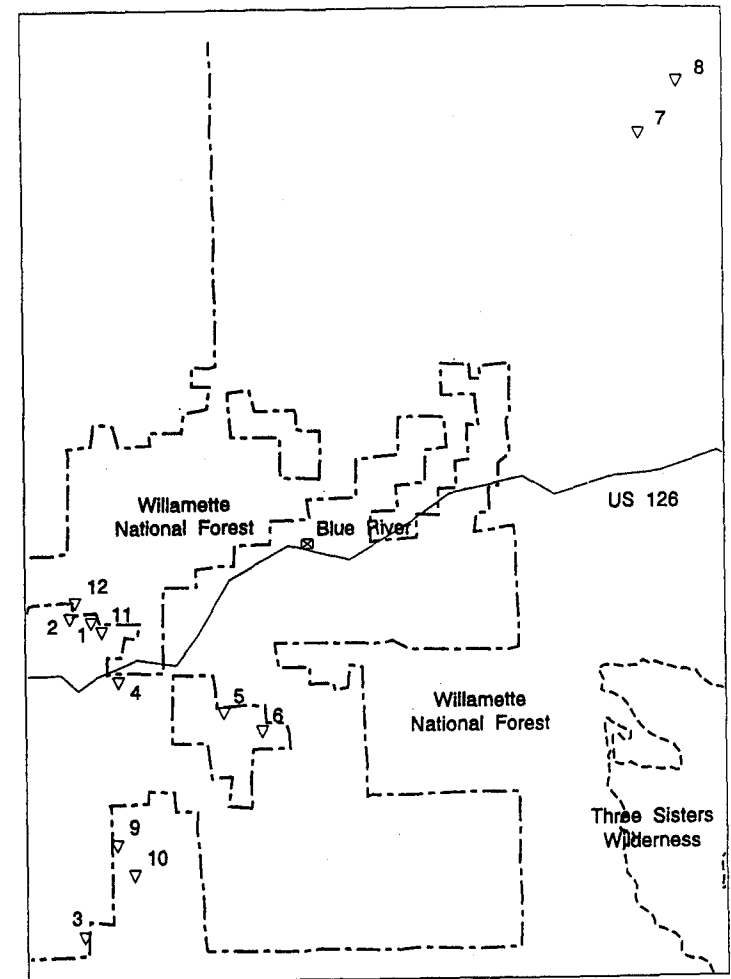 8
7
Willamette
National Forest
Blue River
US 126
12
2
1
11
4
5
6
Willamette
National Forest
Three Sisters
Wilderness
9
10
3